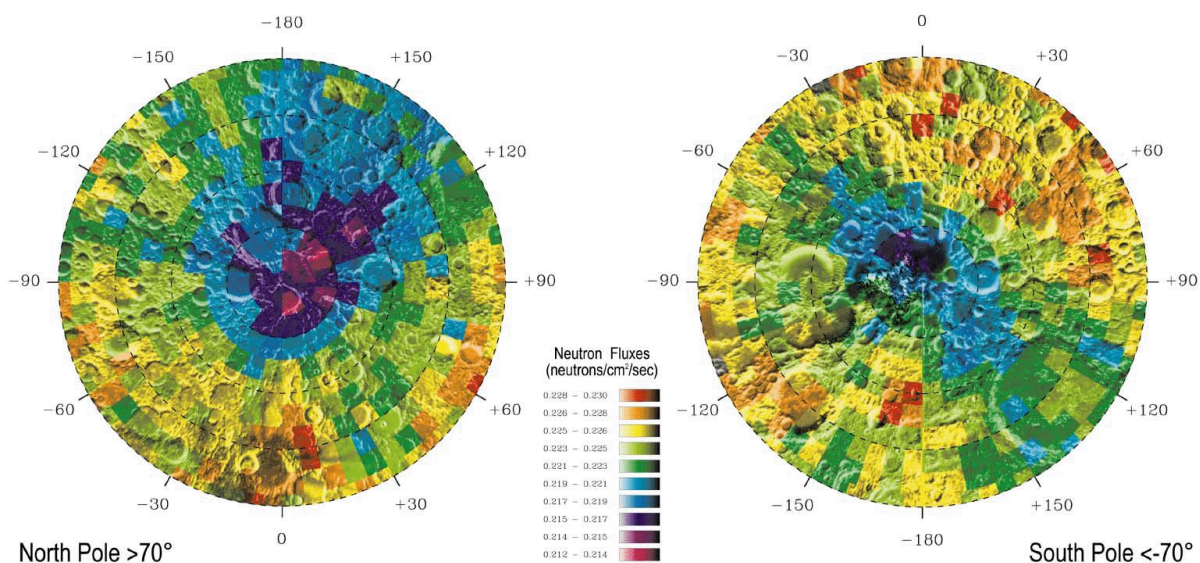 -180
-150
+150
-120
+120
-90
+90
-60
+60
-30
+30
0
North Pole >70°
Neutron Fluxes
(neutrons/cm²/sec)
0.228 – 0.230
0.226 – 0.228
0.225 – 0.226
0.223 – 0.225
0.221 – 0.223
0.219 – 0.221
0.217 – 0.219
0.215 – 0.217
0.214 – 0.215
0.212 – 0.214
0
-30
+30
-60
+60
-90
+90
-120
+120
-150
+150
-180
South Pole <-70°